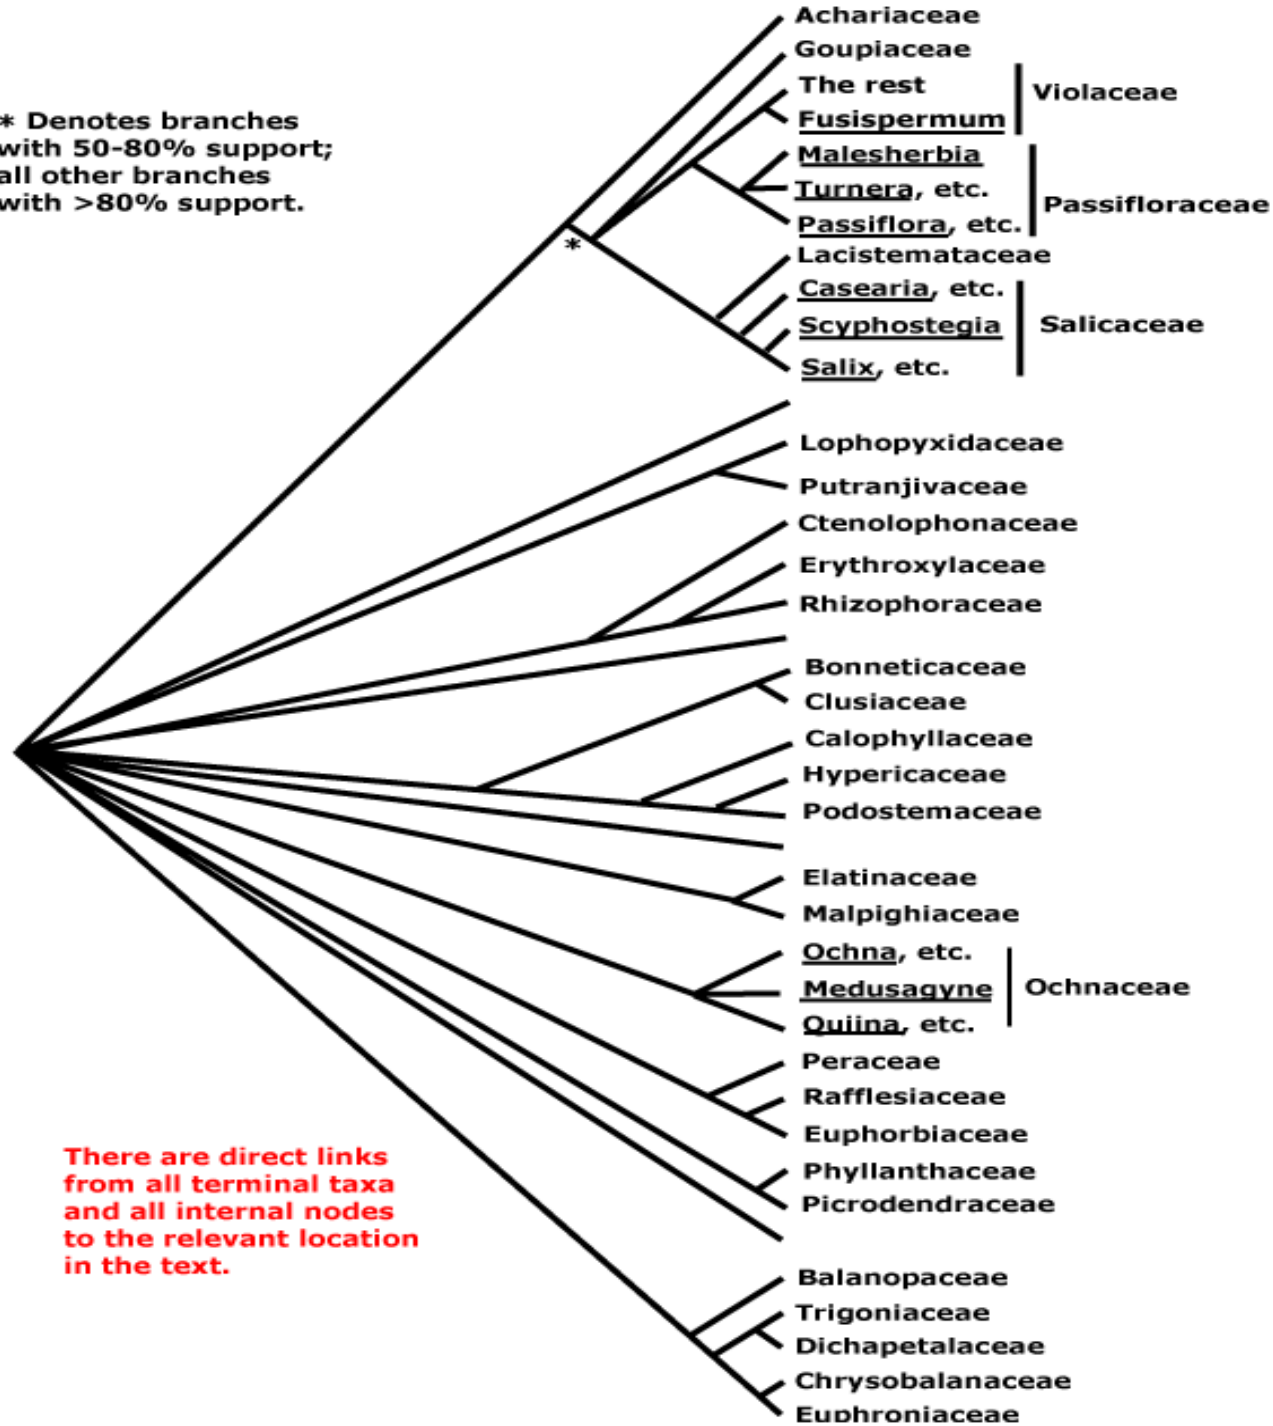 Achariaceae
Goupiaceae
The rest
Violaceae
Fusispermum
* Denotes branches
with 50-80% support;
all other branches
with >80% support.
Malesherbia
Turnera, etc.
Passifloraceae
Passiflora, etc.
*
Lacistemataceae
Casearia, etc.
Scyphostegia
Salicaceae
Salix, etc.
Lophopyxidaceae
Putranjivaceae
Ctenolophonaceae
Erythroxylaceae
Rhizophoraceae
Bonneticaceae
Clusiaceae
Calophyllaceae
Hypericaceae
Podostemaceae
Elatinaceae
Malpighiaceae
Ochna, etc.
Medusagyne
Ochnaceae
Quiina, etc.
Peraceae
Rafflesiaceae
Euphorbiaceae
Phyllanthaceae
Picrodendraceae
There are direct links
from all terminal taxa
and all internal nodes
to the relevant location
in the text.
Balanopaceae
Trigoniaceae
Dichapetalaceae
Chrysobalanaceae
Euphroniaceae